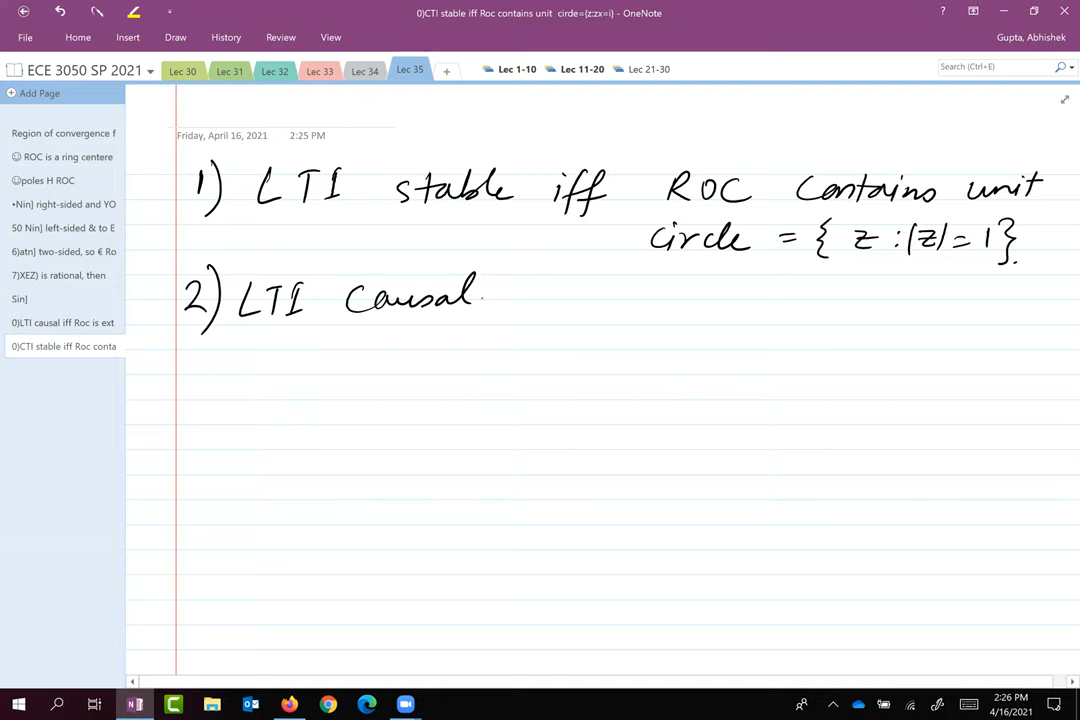 0)CTI stable iff Roc contains unit cirde={z:zx=i} - OneNote
Gupta, Abhishek
File Home Insert Draw History Review View
ECE 3050 SP 2021
Lec 30 Lec 31 Lec 32 Lec 33 Lec 34 Lec 35 Lec 1-10 Lec 11-20 Lec 21-30
Search (Ctrl+E)
Add Page
Region of convergence f
ROC is a ring centere
poles H ROC
•Nin] right-sided and YO
50 Nin] left-sided & to E
6)atn) two-sided, so € Ro
7)XEZ) is rational, then
Sin]
0)LTI causal iff Roc is ext
0)CTI stable iff Roc conta
Friday, April 16, 2021 2:25 PM
1) LTI stable iff ROC contains unit
circle = { z : |z| = 1 }.
2) LTI causal
2:26 PM
4/16/2021